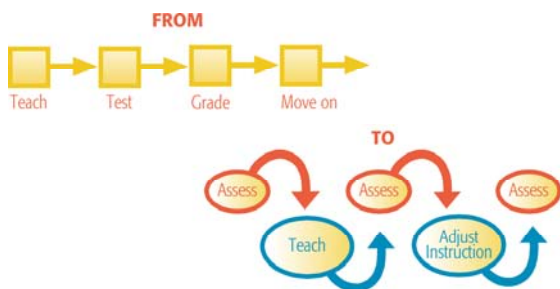 FROM
Teach
Test
Grade
Move on
TO
Assess
Assess
Assess
Teach
Adjust
Instruction